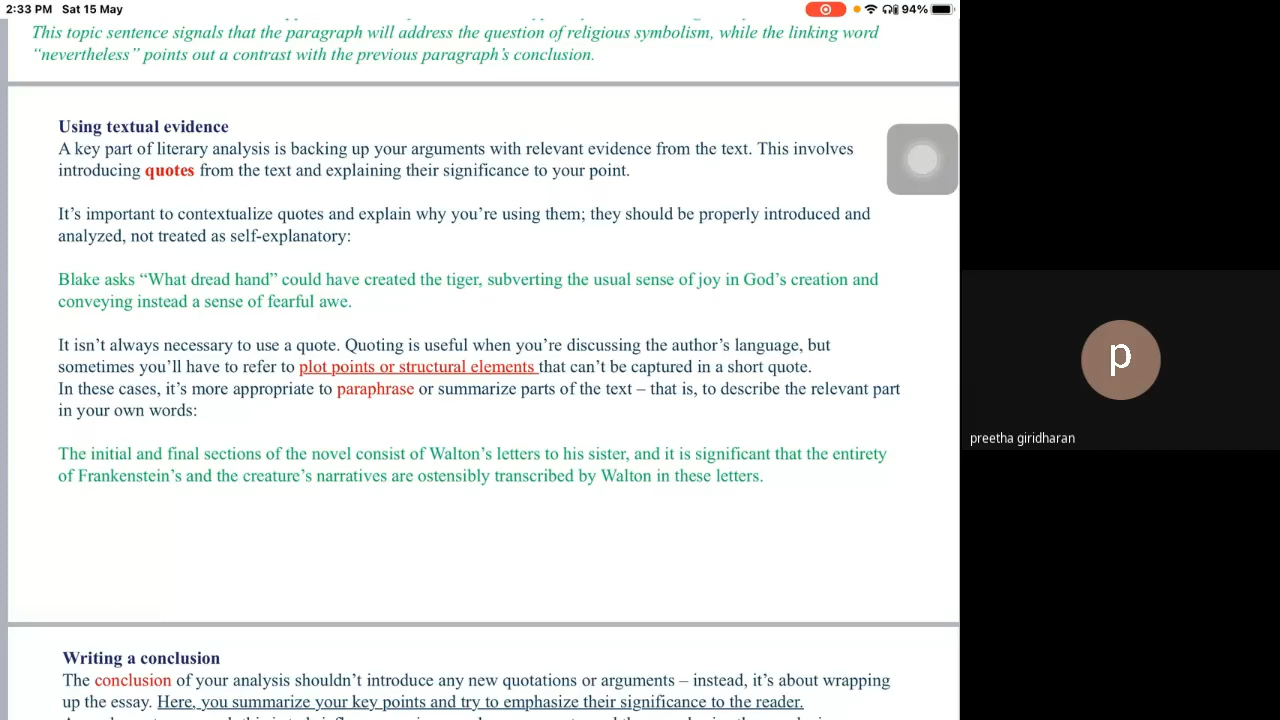 2:33 PM Sat 15 May 94%
This topic sentence signals that the paragraph will address the question of religious symbolism, while the linking word
“nevertheless” points out a contrast with the previous paragraph’s conclusion.
Using textual evidence
A key part of literary analysis is backing up your arguments with relevant evidence from the text. This involves
introducing quotes from the text and explaining their significance to your point.
It’s important to contextualize quotes and explain why you’re using them; they should be properly introduced and
analyzed, not treated as self-explanatory:
Blake asks “What dread hand” could have created the tiger, subverting the usual sense of joy in God’s creation and
conveying instead a sense of fearful awe.
It isn’t always necessary to use a quote. Quoting is useful when you’re discussing the author’s language, but
sometimes you’ll have to refer to plot points or structural elements that can’t be captured in a short quote.
In these cases, it’s more appropriate to paraphrase or summarize parts of the text – that is, to describe the relevant part
in your own words:
The initial and final sections of the novel consist of Walton’s letters to his sister, and it is significant that the entirety
of Frankenstein’s and the creature’s narratives are ostensibly transcribed by Walton in these letters.
Writing a conclusion
The conclusion of your analysis shouldn’t introduce any new quotations or arguments – instead, it’s about wrapping
up the essay. Here, you summarize your key points and try to emphasize their significance to the reader.
p
preetha giridharan